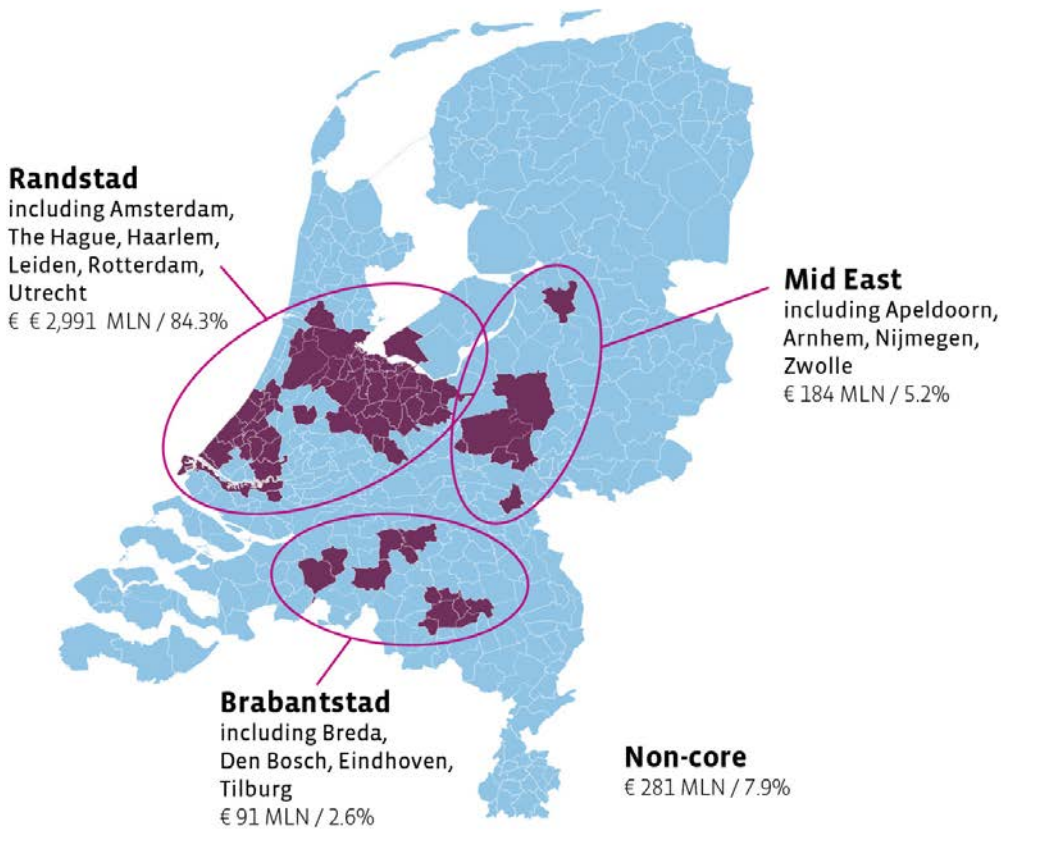 Randstad
including Amsterdam,
The Hague, Haarlem,
Leiden, Rotterdam,
Utrecht
€ € 2,991 MLN / 84.3%
Mid East
including Apeldoorn,
Arnhem, Nijmegen,
Zwolle
€ 184 MLN / 5.2%
Brabantstad
including Breda,
Den Bosch, Eindhoven,
Tilburg
€ 91 MLN / 2.6%
Non-core
€ 281 MLN / 7.9%